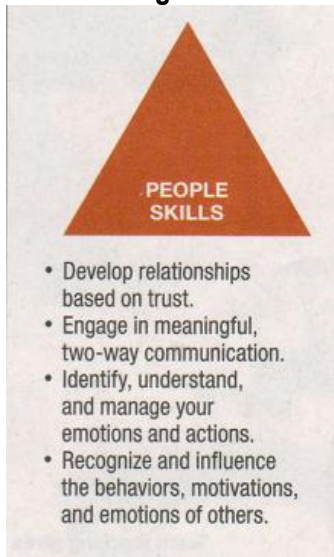 PEOPLE
SKILLS
• Develop relationships
based on trust.
• Engage in meaningful,
two-way communication.
• Identify, understand,
and manage your
emotions and actions.
• Recognize and influence
the behaviors, motivations,
and emotions of others.